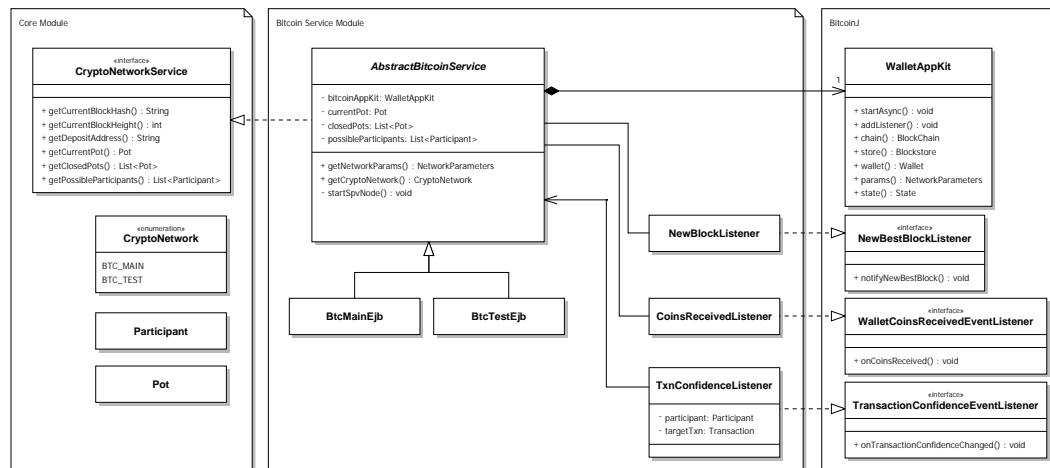 Core Module
«interface»
CryptoNetworkService
+ getCurrentBlockHash() : String
+ getCurrentBlockHeight() : int
+ getDepositAddress() : String
+ getCurrentPot() : Pot
+ getClosedPots() : List<Pot>
+ getPossibleParticipants() : List<Participant>
«enumeration»
CryptoNetwork
BTC_MAIN
BTC_TEST
Participant
Pot
Bitcoin Service Module
AbstractBitcoinService
- bitcoinAppKit: WalletAppKit
- currentPot: Pot
- closedPots: List<Pot>
- possibleParticipants: List<Participant>
+ getNetworkParams() : NetworkParameters
+ getCryptoNetwork() : CryptoNetwork
- startSpvNode() : void
BtcMainEjb
BtcTestEjb
NewBlockListener
CoinsReceivedListener
TxnConfidenceListener
- participant: Participant
- targetTxn: Transaction
BitcoinJ
1
WalletAppKit
+ startAsync() : void
+ addListener() : void
+ chain() : BlockChain
+ store() : Blockstore
+ wallet() : Wallet
+ params() : NetworkParameters
+ state() : State
«interface»
NewBestBlockListener
+ notifyNewBestBlock() : void
«interface»
WalletCoinsReceivedEventListener
+ onCoinsReceived() : void
«interface»
TransactionConfidenceEventListener
+ onTransactionConfidenceChanged() : void